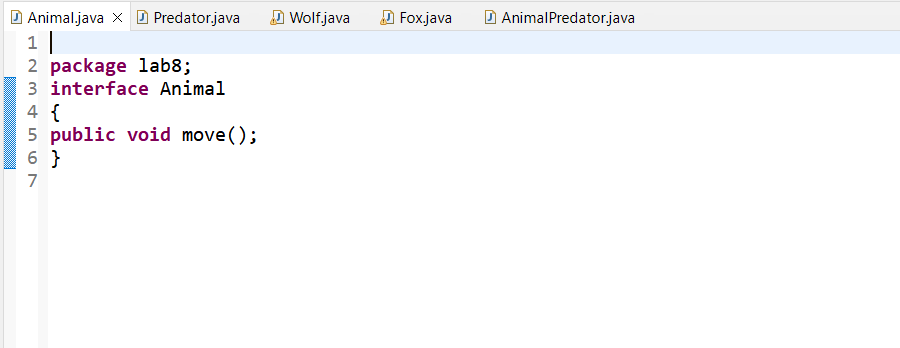 Animal.java Predator.java Wolf.java Fox.java AnimalPredator.java
1
2 package lab8;
3 interface Animal
4 {
5 public void move();
6 }
7